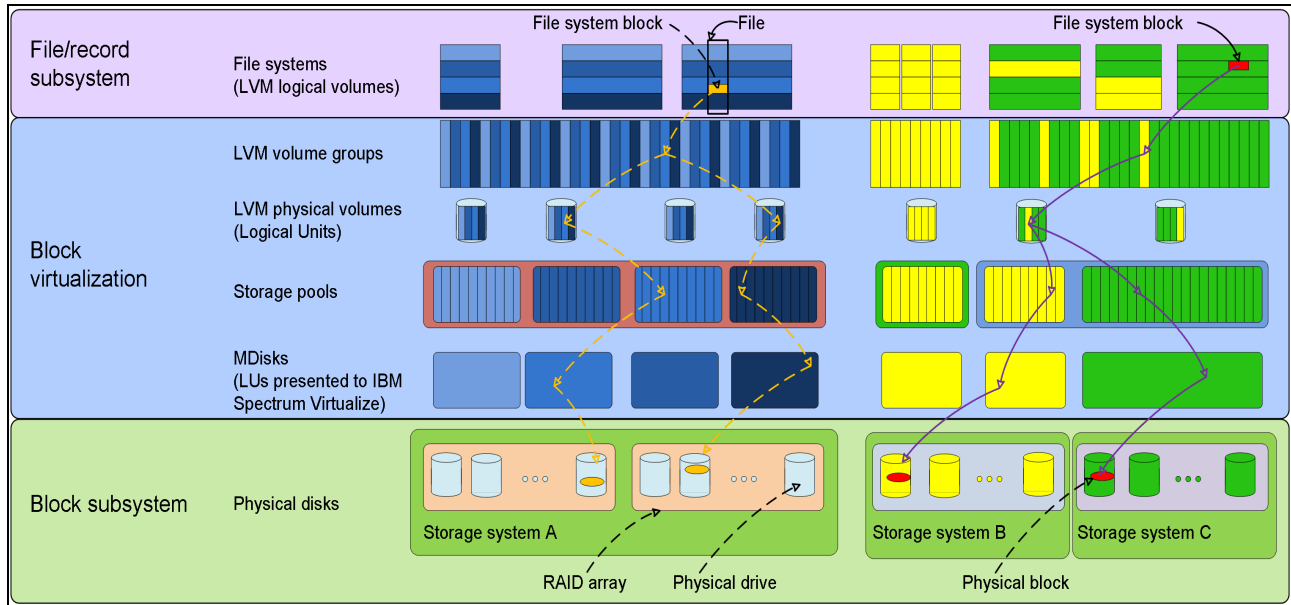 File system block
File
File system block
File/record
subsystem
File systems
(LVM logical volumes)
LVM volume groups
LVM physical volumes
(Logical Units)
Block
virtualization
Storage pools
MDisks
(LUs presented to IBM
Spectrum Virtualize)
Block subsystem
Physical disks
Storage system A
Storage system B
Storage system C
RAID array
Physical drive
Physical block